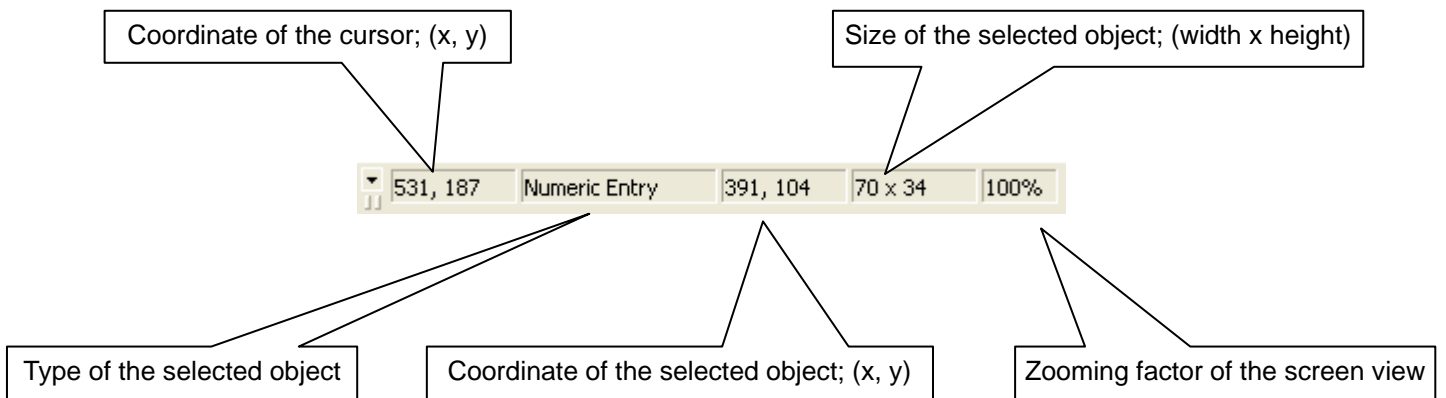 Coordinate of the cursor; (x, y)
Size of the selected object; (width x height)
531, 187
Numeric Entry
391, 104
70 x 34
100%
Type of the selected object
Coordinate of the selected object; (x, y)
Zooming factor of the screen view